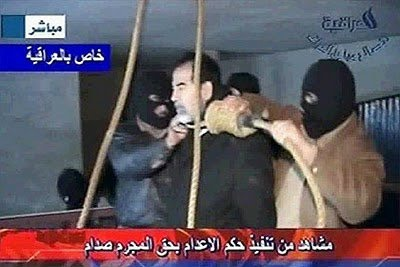 مباشر
العراقية
خاص بالعراقية
مشاهد من تنفيذ حكم الاعدام بحق المجرم صدام